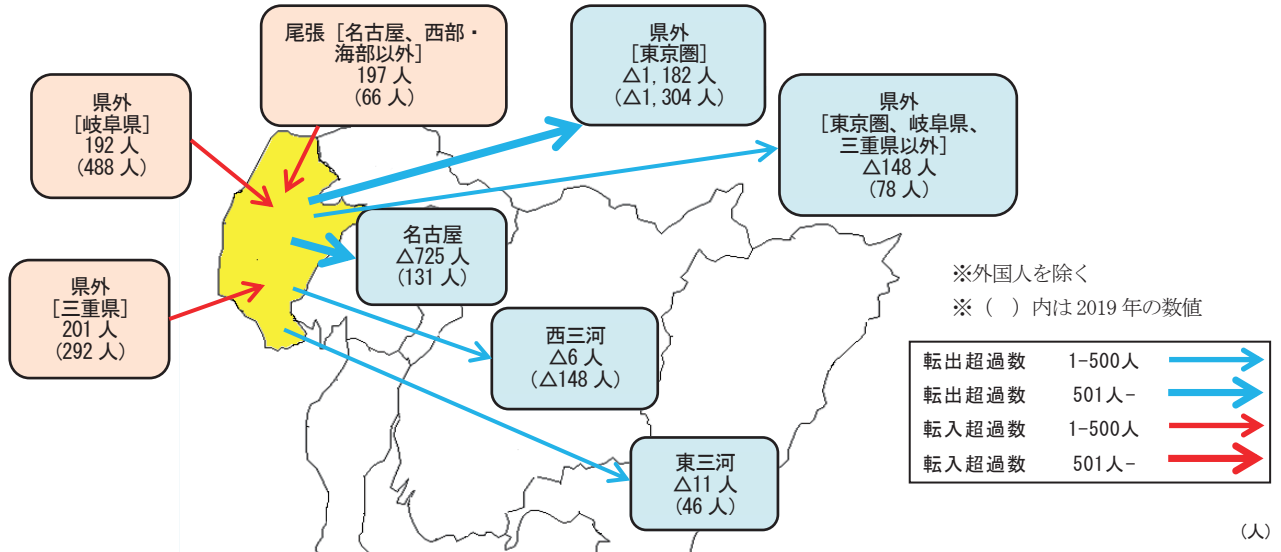 尾張［名古屋、西部・
海部以外］
197 人
(66 人)
県外
［東京圏］
△1,182 人
(△1,304 人)
県外
［岐阜県］
192 人
(488 人)
県外
［東京圏、岐阜県、
三重県以外］
△148 人
(78 人)
名古屋
△725 人
(131 人)
県外
［三重県］
201 人
(292 人)
西三河
△6 人
(△148 人)
東三河
△11 人
(46 人)
※外国人を除く
※（　）内は 2019 年の数値
転出超過数　1-500人
転出超過数　501人-
転入超過数　1-500人
転入超過数　501人-
(人)